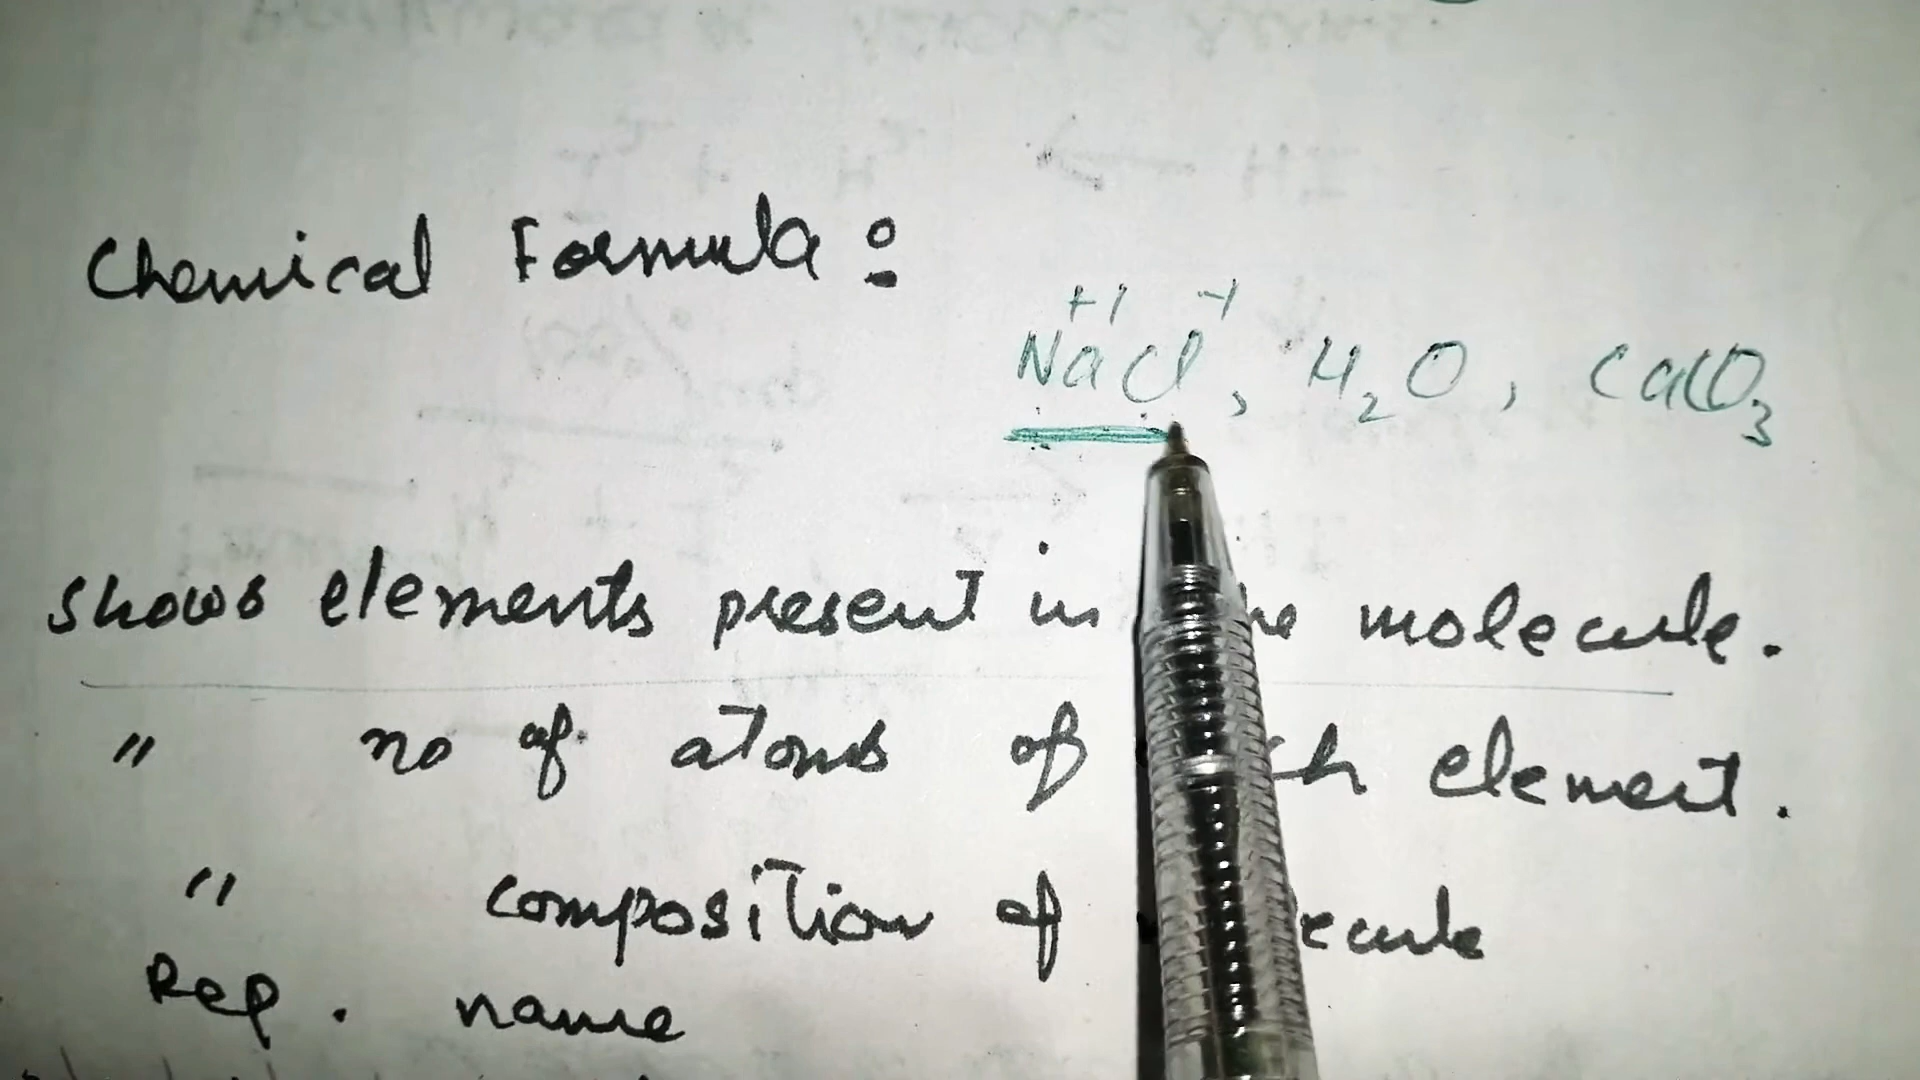 Chemical Formula :
+1 -1
NaCl, H₂O, CaCO₃
shows elements present in the molecule.
" no of atoms of element.
" composition of
Rep. name